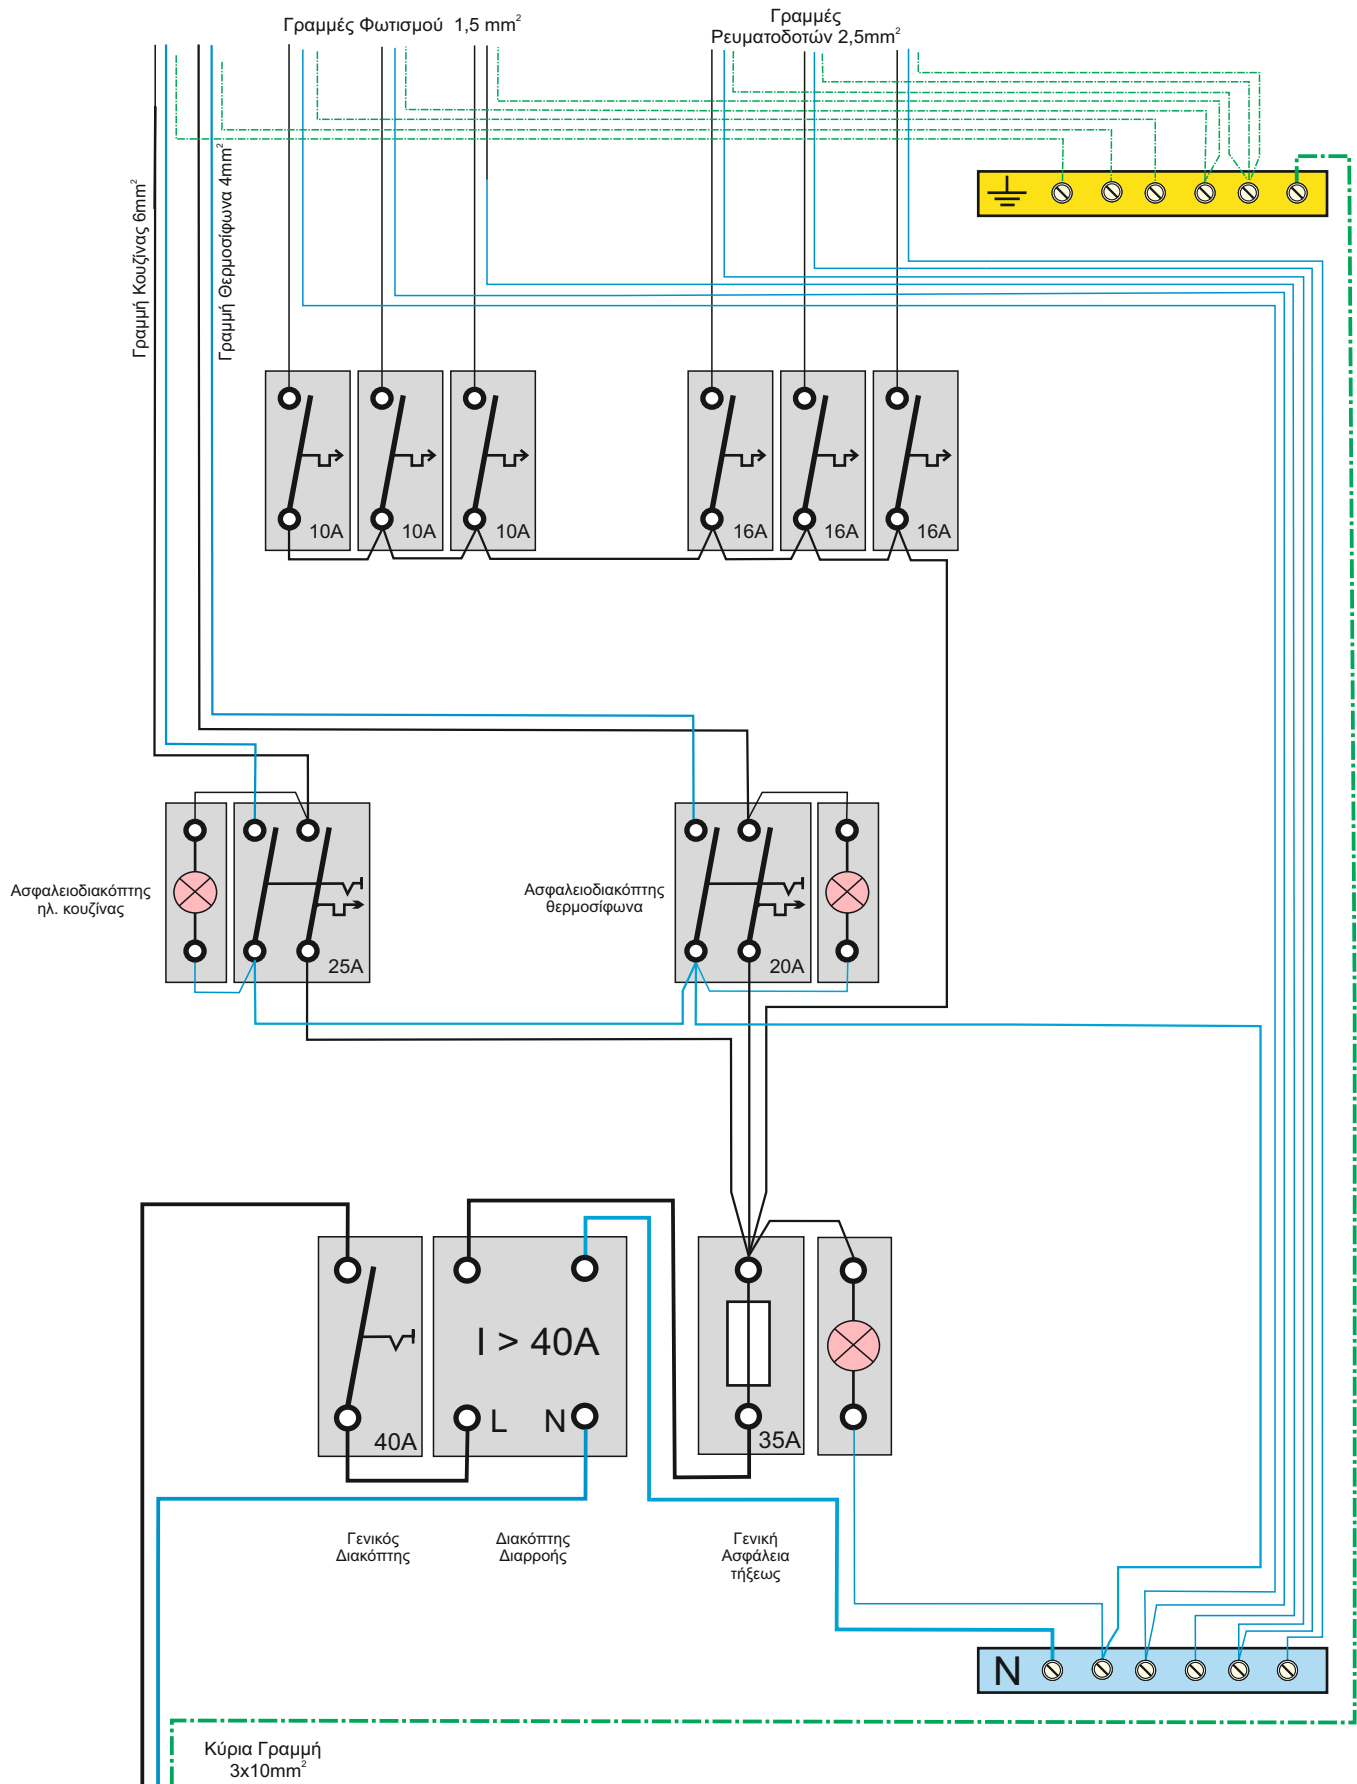 Γραμμές Φωτισμού 1,5 mm²
Γραμμές
Ρευματοδοτών 2,5mm²
Γραμμή Κουζίνας 6mm²
Γραμμή Θερμοσίφωνα 4mm²
10A
10A
10A
16A
16A
16A
Ασφαλειοδιακόπτης
ηλ. κουζίνας
25A
Ασφαλειοδιακόπτης
θερμοσίφωνα
20A
40A
I > 40A
L
N
35A
Γενικός
Διακόπτης
Διακόπτης
Διαρροής
Γενική
Ασφάλεια
τήξεως
N
Κύρια Γραμμή
3x10mm²